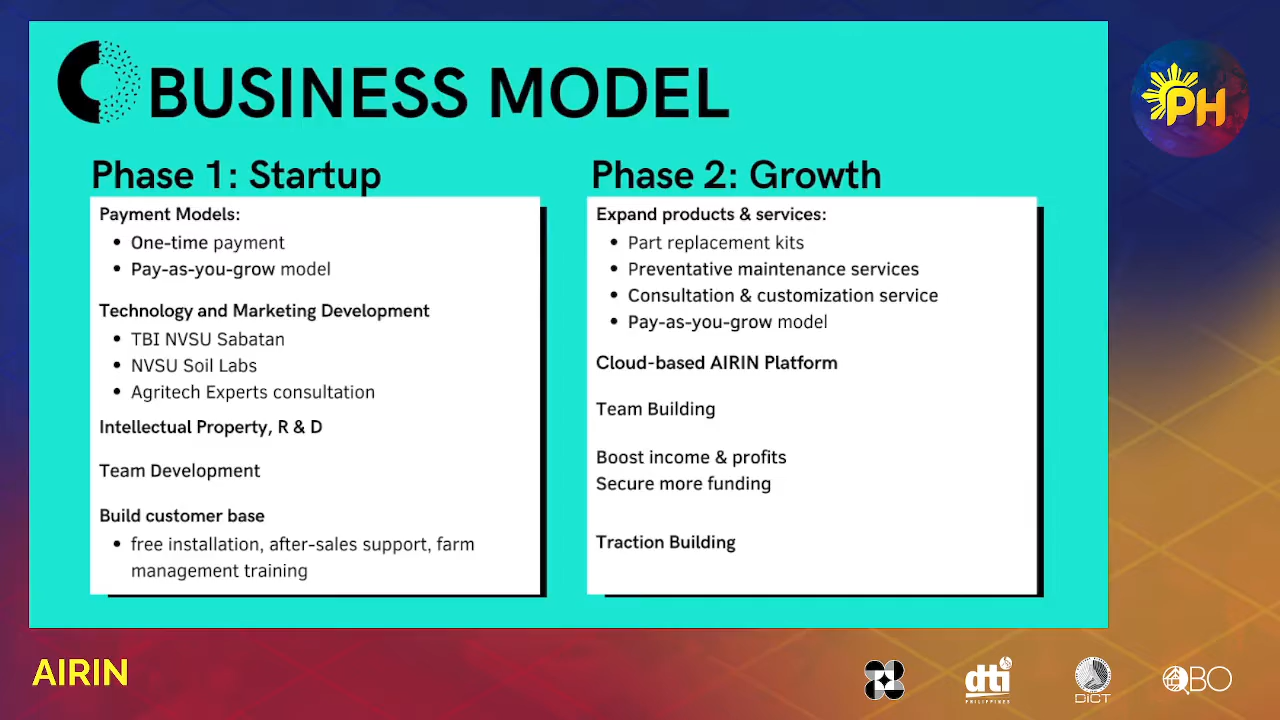 BUSINESS MODEL
PH
Phase 1: Startup
Payment Models:
• One-time payment
• Pay-as-you-grow model
Technology and Marketing Development
• TBI NVSU Sabatan
• NVSU Soil Labs
• Agritech Experts consultation
Intellectual Property, R & D
Team Development
Build customer base
• free installation, after-sales support, farm
management training
Phase 2: Growth
Expand products & services:
• Part replacement kits
• Preventative maintenance services
• Consultation & customization service
• Pay-as-you-grow model
Cloud-based AIRIN Platform
Team Building
Boost income & profits
Secure more funding
Traction Building
AIRIN
dti
PHILIPPINES
DICT
QBO